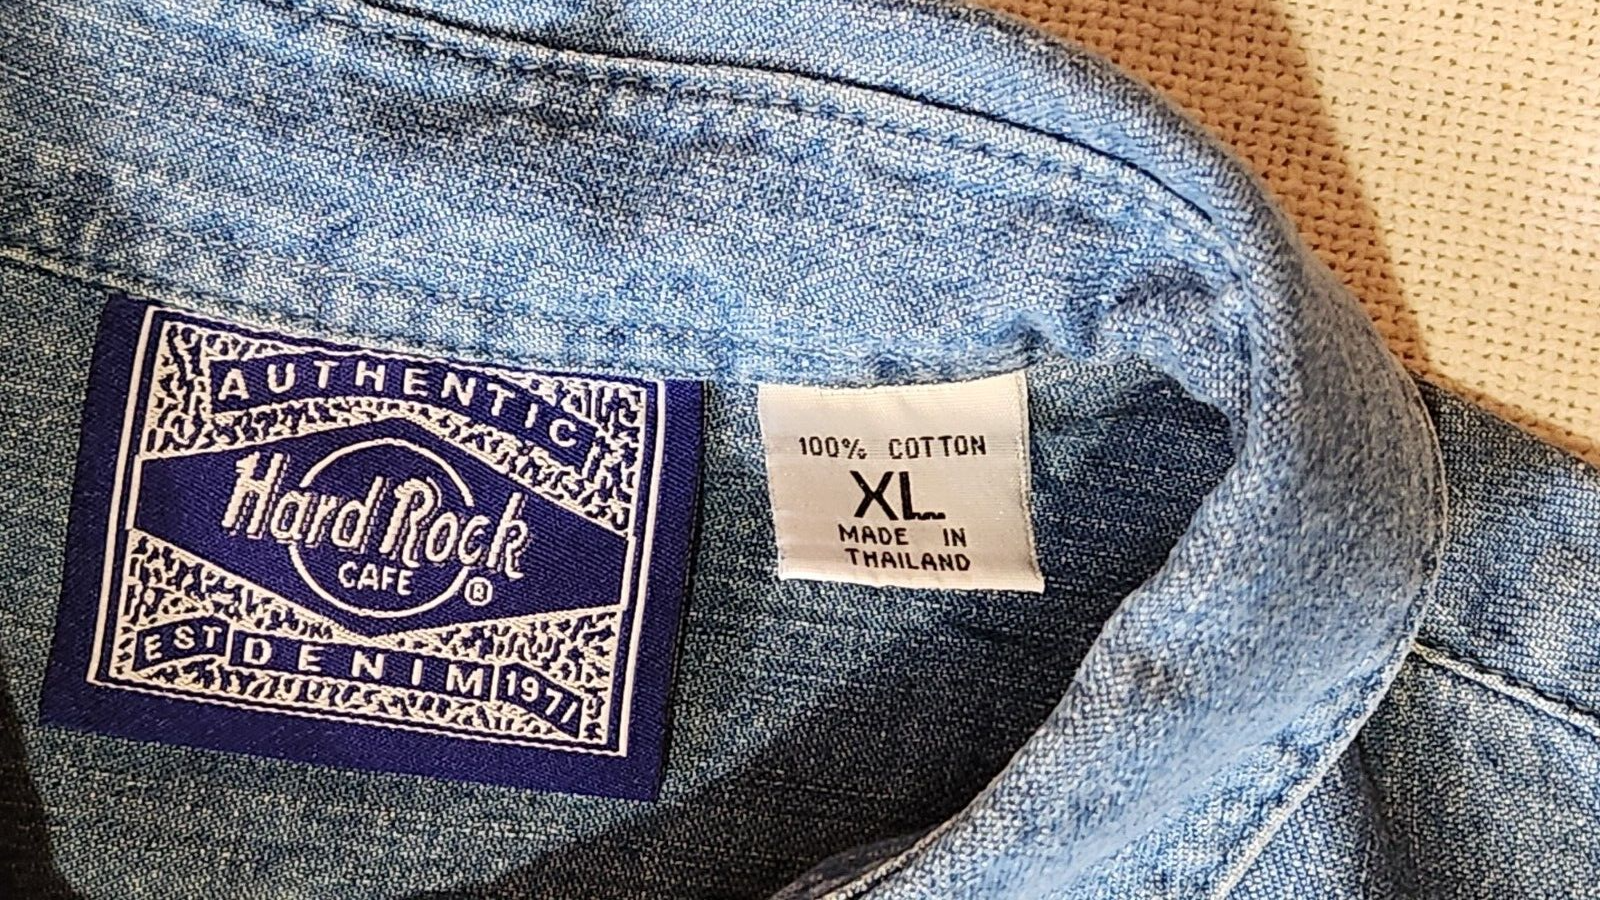 AUTHENTIC
Hard Rock
CAFE ®
EST DENIM 1971
100% COTTON
XL
MADE IN
THAILAND